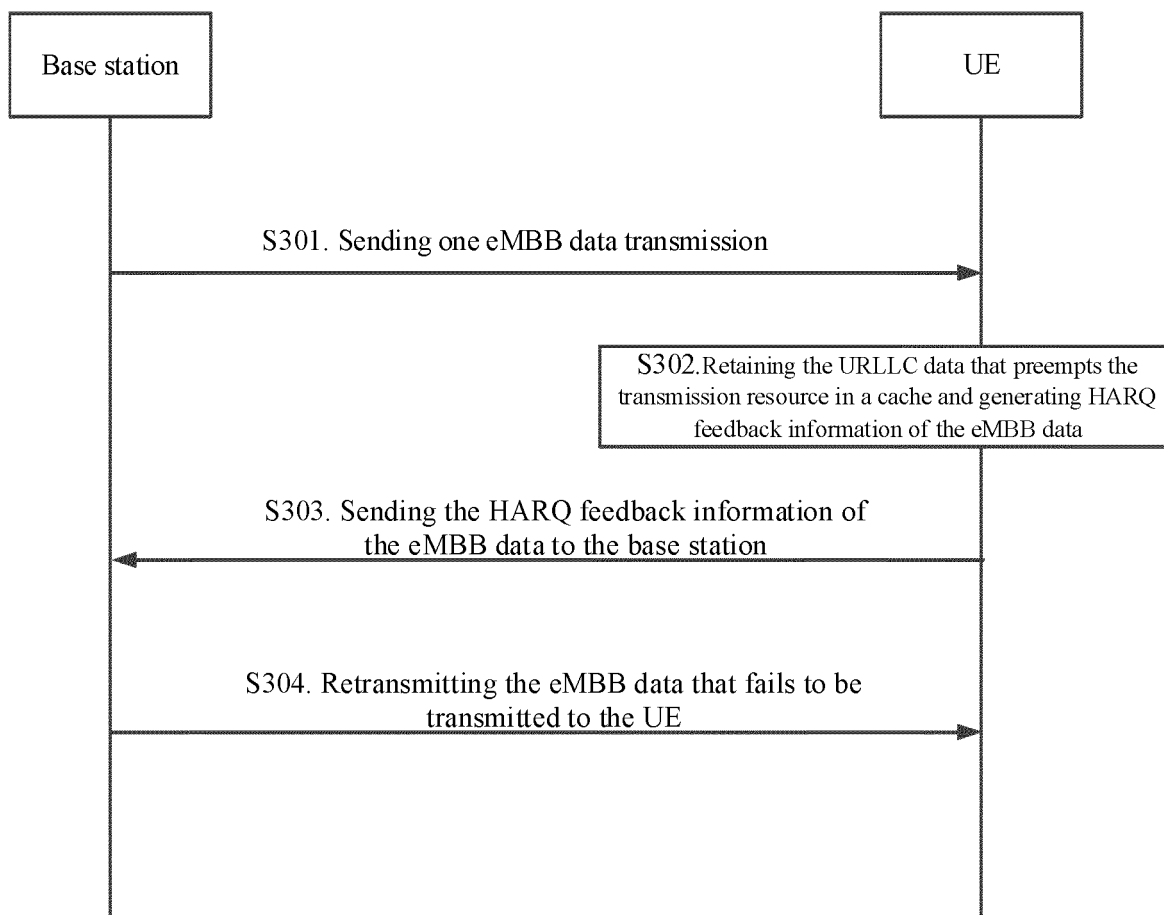 Base station
UE
S301. Sending one eMBB data transmission
S302.Retaining the URLLC data that preempts the
transmission resource in a cache and generating HARQ
feedback information of the eMBB data
S303. Sending the HARQ feedback information of
the eMBB data to the base station
S304. Retransmitting the eMBB data that fails to be
transmitted to the UE